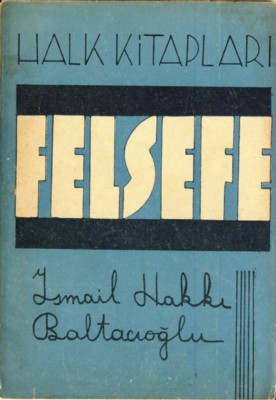 HALK KİTAPLARI
FELSEFE
İsmail Hakkı
Baltacıoğlu